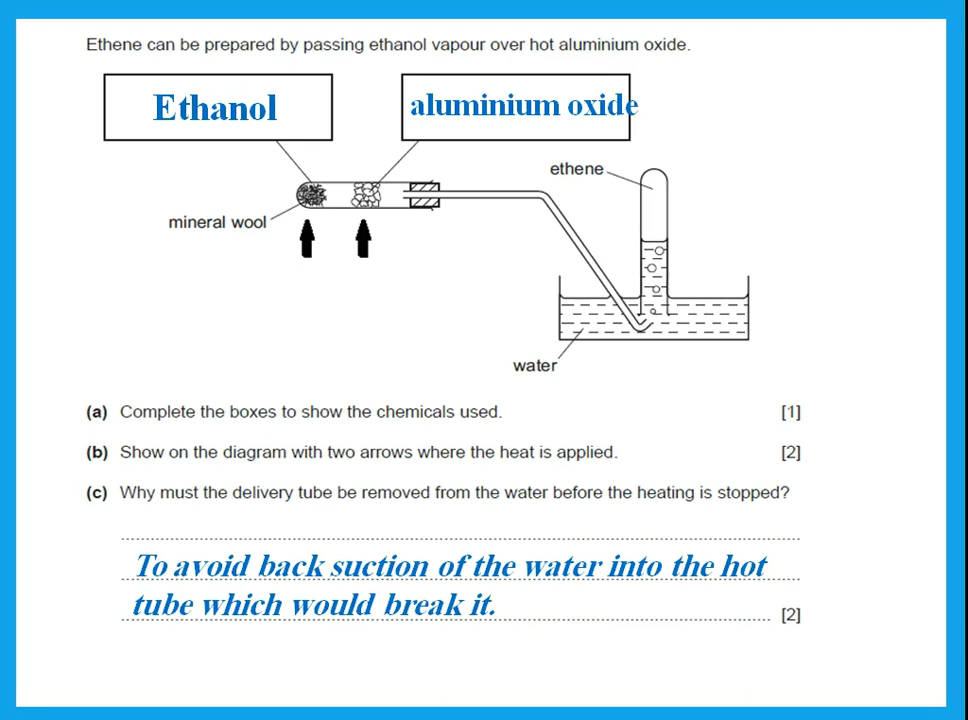 Ethene can be prepared by passing ethanol vapour over hot aluminium oxide.
Ethanol
aluminium oxide
ethene
mineral wool
water
(a) Complete the boxes to show the chemicals used. [1]
(b) Show on the diagram with two arrows where the heat is applied. [2]
(c) Why must the delivery tube be removed from the water before the heating is stopped?
To avoid back suction of the water into the hot
tube which would break it. [2]